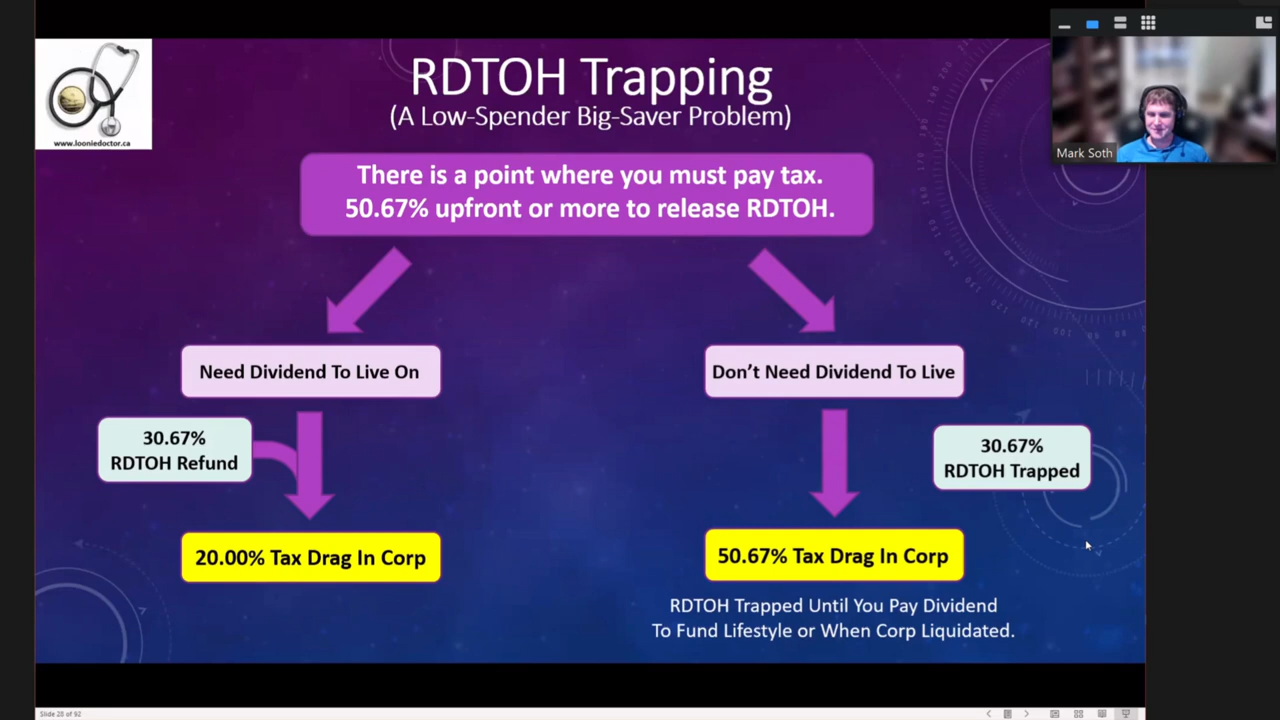 www.looniedoctor.ca
RDTOH Trapping
(A Low-Spender Big-Saver Problem)
Mark Soth
There is a point where you must pay tax.
50.67% upfront or more to release RDTOH.
Need Dividend To Live On
Don't Need Dividend To Live
30.67%
RDTOH Refund
30.67%
RDTOH Trapped
20.00% Tax Drag In Corp
50.67% Tax Drag In Corp
RDTOH Trapped Until You Pay Dividend
To Fund Lifestyle or When Corp Liquidated.
Slide 28 of 92